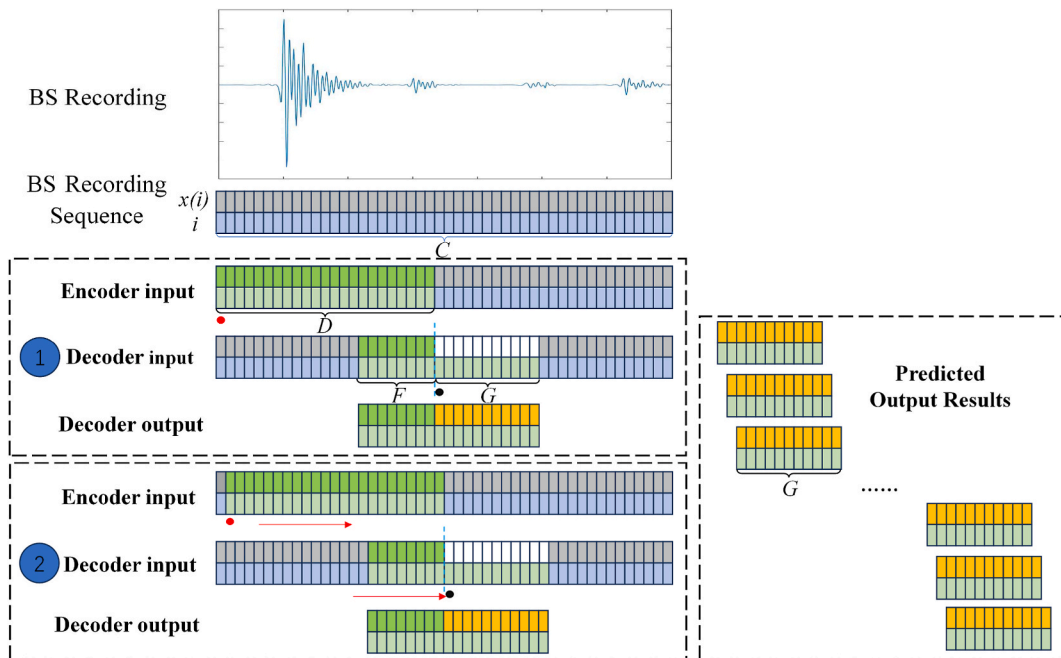 BS Recording
BS Recording
Sequence
x(i)
i
C
Encoder input
D
1
Decoder input
F
G
Decoder output
Encoder input
2
Decoder input
Decoder output
Predicted
Output Results
G
......